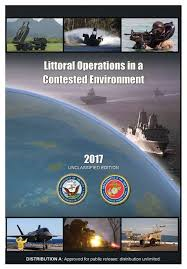 Littoral Operations in a
Contested Environment
2017
UNCLASSIFIED EDITION
DISTRIBUTION A: Approved for public release: distribution unlimited.